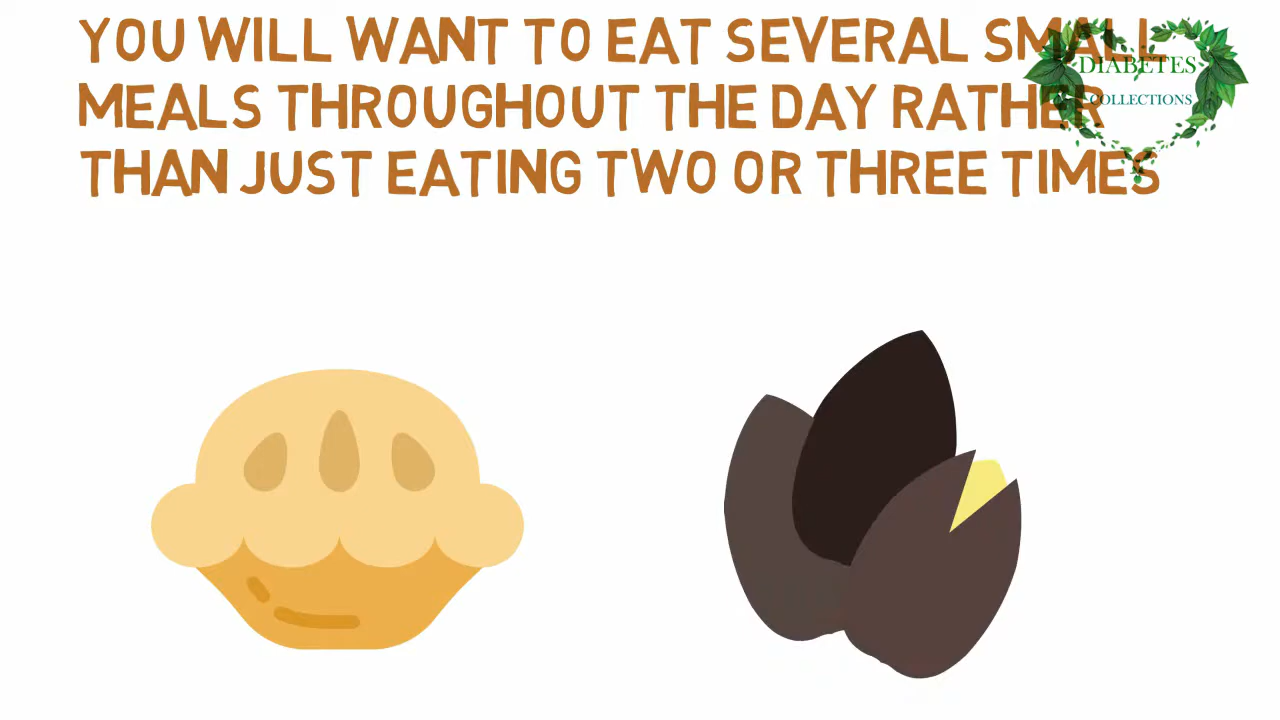 YOU WILL WANT TO EAT SEVERAL SMALL
MEALS THROUGHOUT THE DAY RATHER
THAN JUST EATING TWO OR THREE TIMES
DIABETES
COLLECTIONS